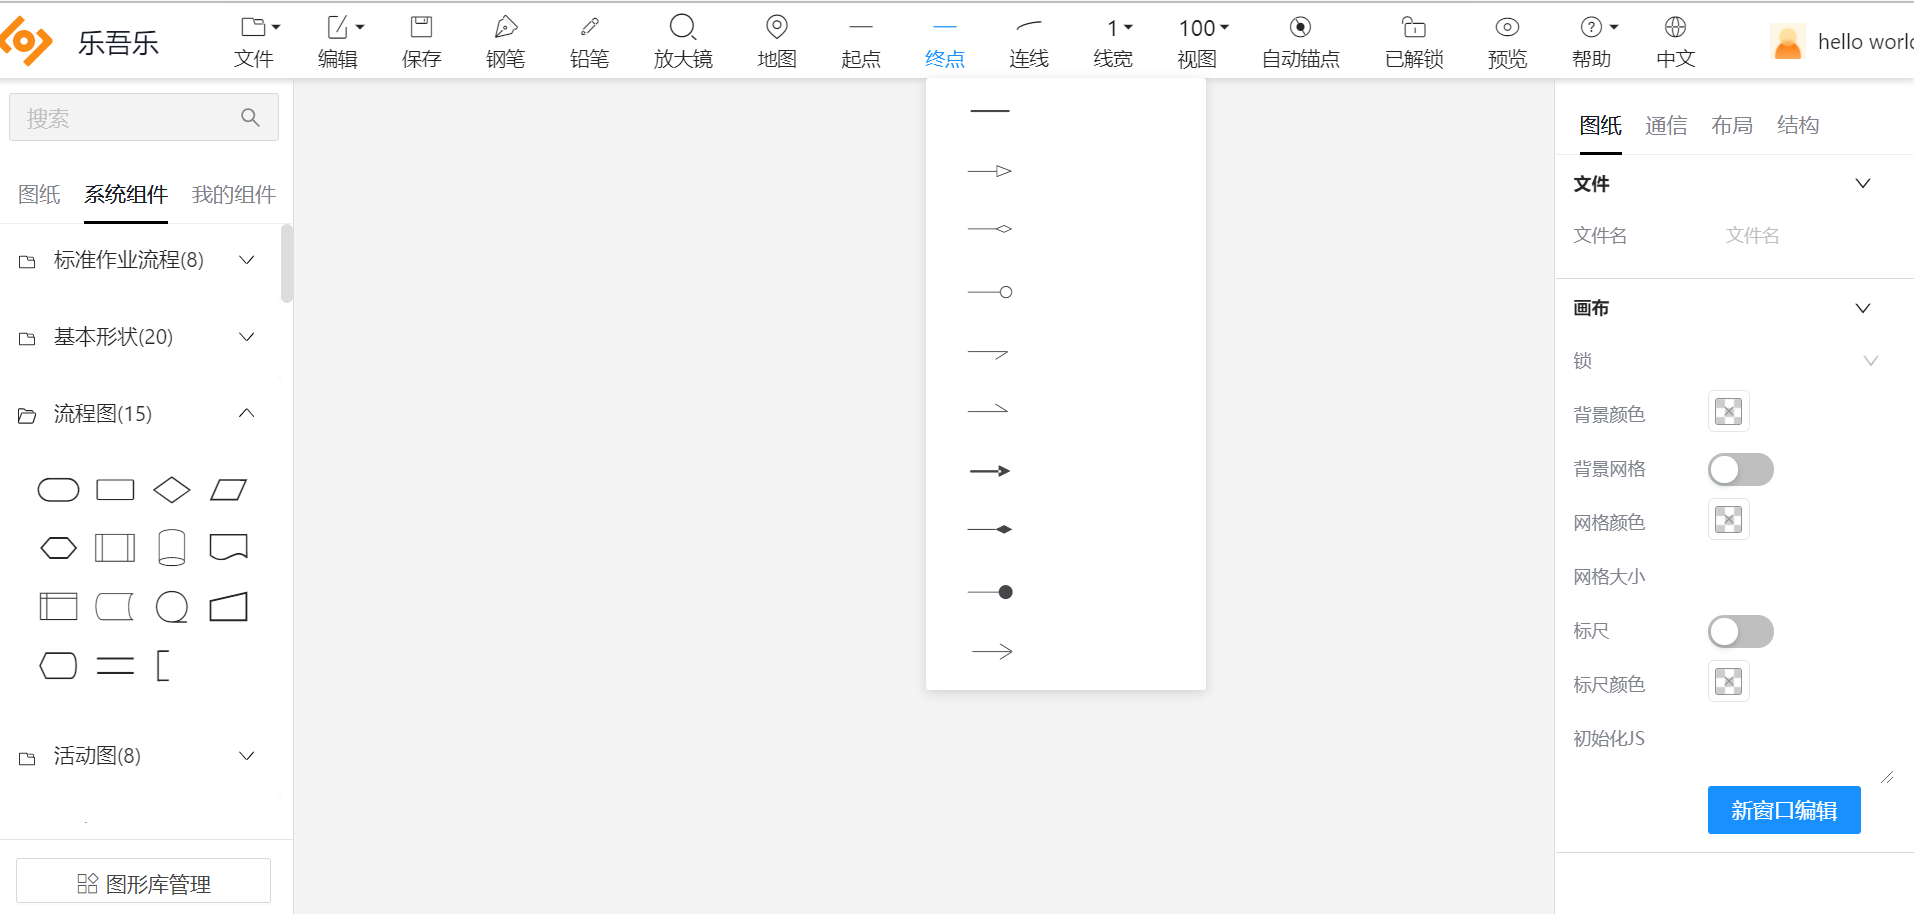 乐吾乐
文件
编辑
保存
钢笔
铅笔
放大镜
地图
起点
终点
连线
1
线宽
100
视图
自动锚点
已解锁
预览
帮助
中文
hello worl
搜索
图纸 系统组件 我的组件
标准作业流程(8)
基本形状(20)
流程图(15)
活动图(8)
图形库管理
图纸 通信 布局 结构
文件
文件名 文件名
画布
锁
背景颜色
背景网格
网格颜色
网格大小
标尺
标尺颜色
初始化JS
新窗口编辑